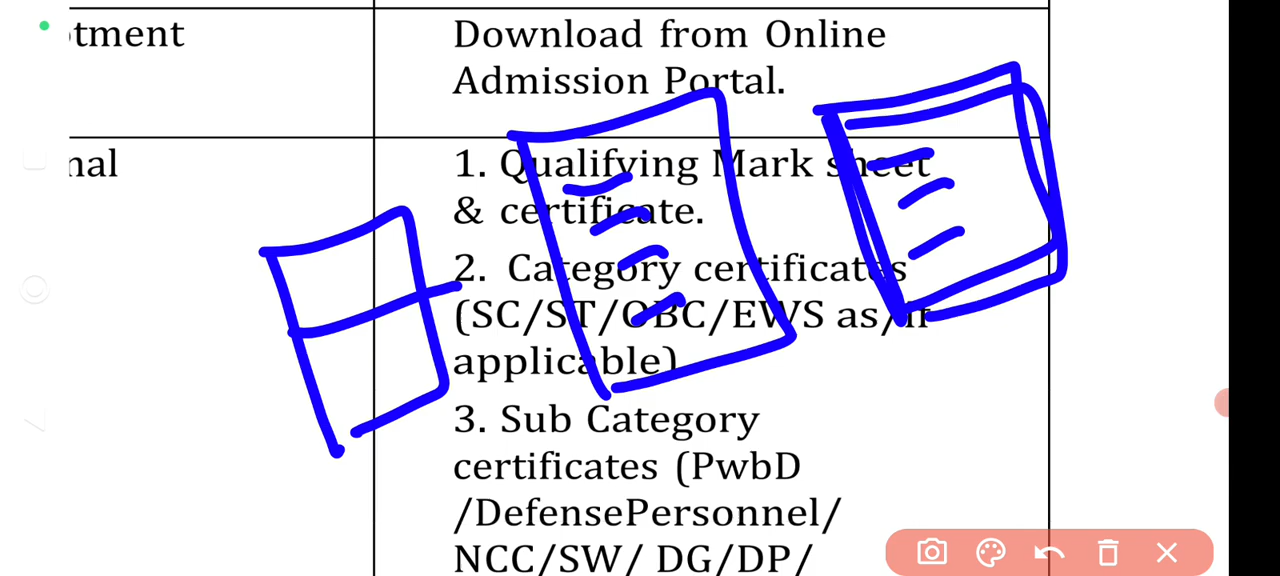 otment
Download from Online
Admission Portal.
nal
1. Qualifying Mark sheet
& certificate.
2. Category certificates
(SC/ST/OBC/EWS as/if
applicable)
3. Sub Category
certificates (PwbD
/DefensePersonnel/
NCC/SW/ DG/DP/